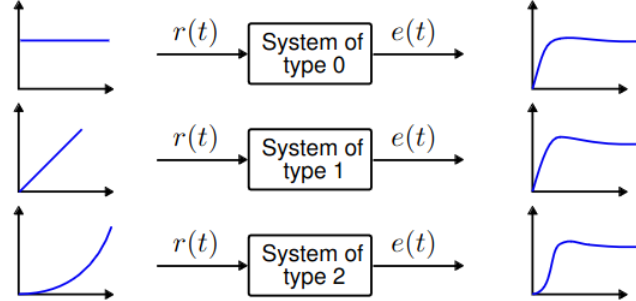 r(t) System of type 0 e(t)
r(t) System of type 1 e(t)
r(t) System of type 2 e(t)